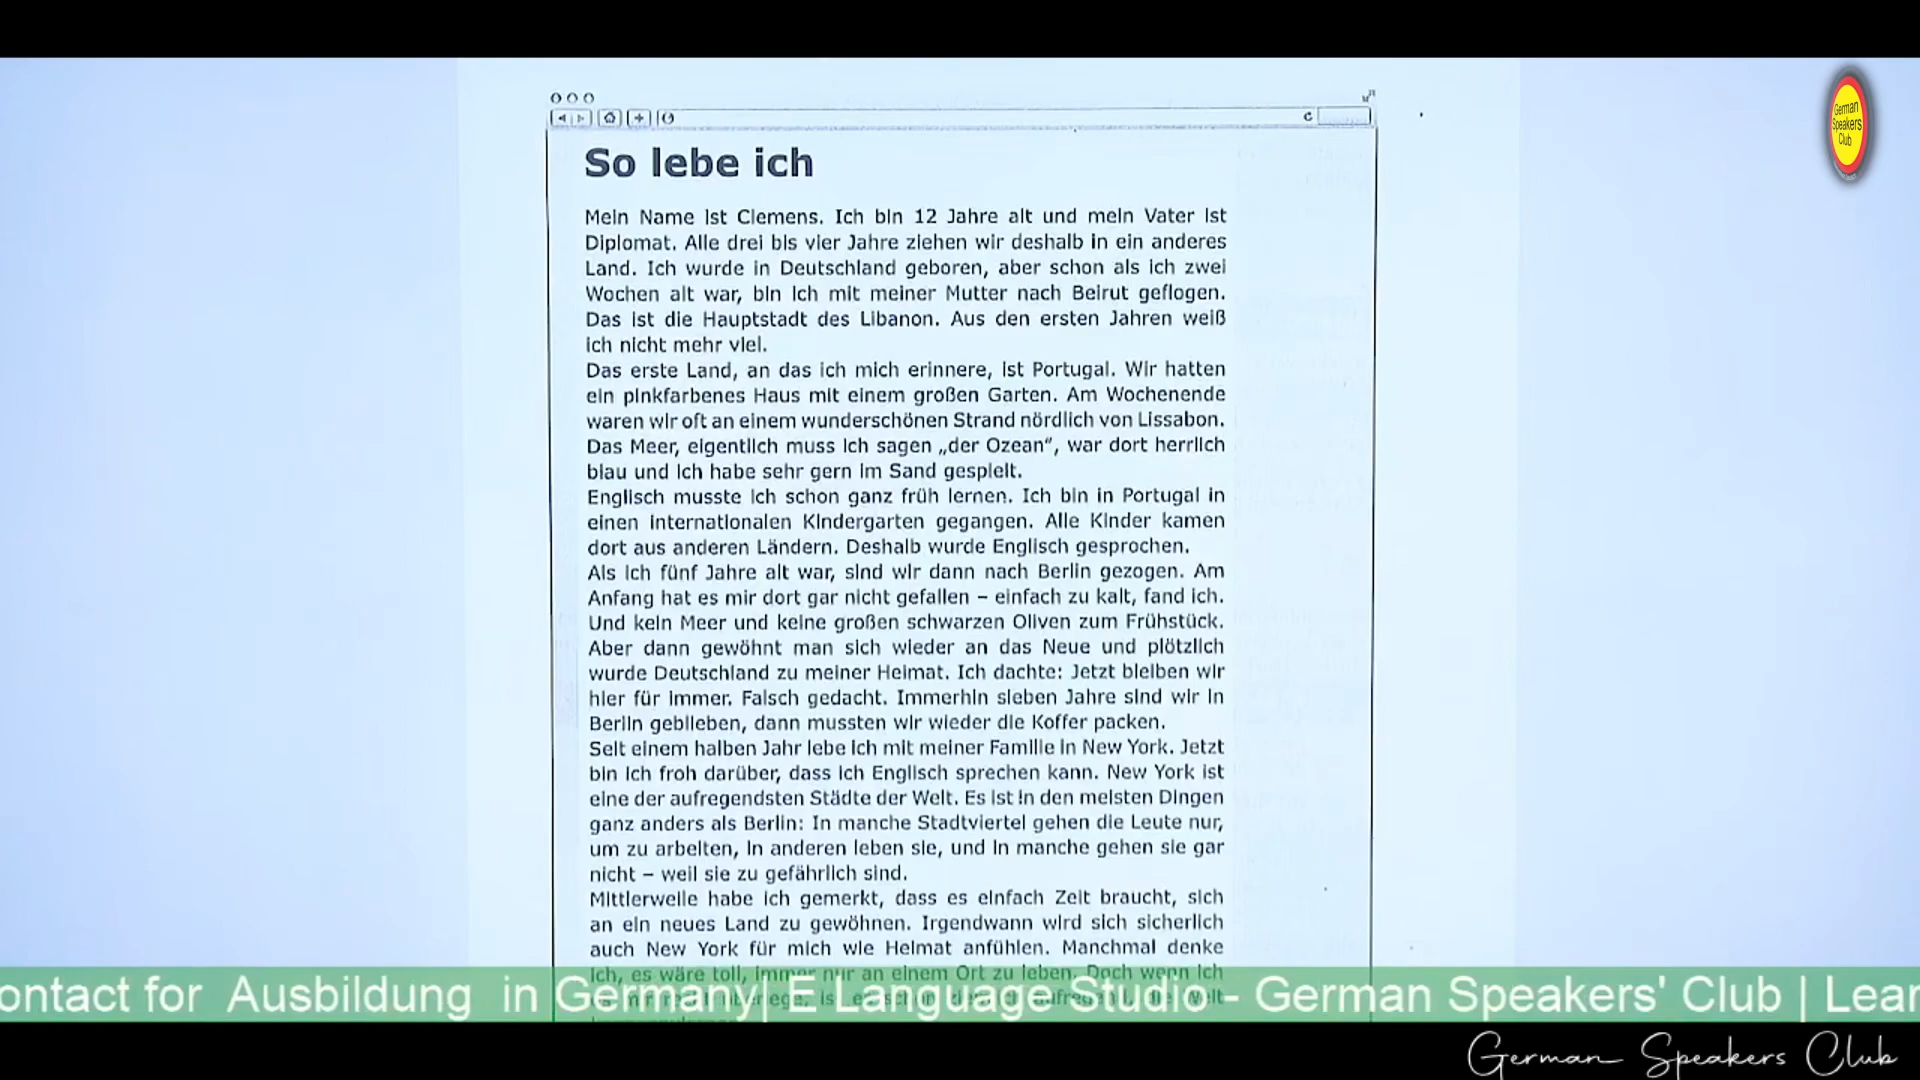 German
Speakers
Club
So lebe ich
Mein Name ist Clemens. Ich bin 12 Jahre alt und mein Vater ist
Diplomat. Alle drei bis vier Jahre ziehen wir deshalb in ein anderes
Land. Ich wurde in Deutschland geboren, aber schon als ich zwei
Wochen alt war, bin ich mit meiner Mutter nach Beirut geflogen.
Das ist die Hauptstadt des Libanon. Aus den ersten Jahren weiß
ich nicht mehr viel.
Das erste Land, an das ich mich erinnere, ist Portugal. Wir hatten
ein pinkfarbenes Haus mit einem großen Garten. Am Wochenende
waren wir oft an einem wunderschönen Strand nördlich von Lissabon.
Das Meer, eigentlich muss ich sagen „der Ozean“, war dort herrlich
blau und ich habe sehr gern im Sand gespielt.
Englisch musste ich schon ganz früh lernen. Ich bin in Portugal in
einen internationalen Kindergarten gegangen. Alle Kinder kamen
dort aus anderen Ländern. Deshalb wurde Englisch gesprochen.
Als ich fünf Jahre alt war, sind wir dann nach Berlin gezogen. Am
Anfang hat es mir dort gar nicht gefallen – einfach zu kalt, fand ich.
Und kein Meer und keine großen schwarzen Oliven zum Frühstück.
Aber dann gewöhnt man sich wieder an das Neue und plötzlich
wurde Deutschland zu meiner Heimat. Ich dachte: Jetzt bleiben wir
hier für immer. Falsch gedacht. Immerhin sieben Jahre sind wir in
Berlin geblieben, dann mussten wir wieder die Koffer packen.
Seit einem halben Jahr lebe ich mit meiner Familie in New York. Jetzt
bin ich froh darüber, dass ich Englisch sprechen kann. New York ist
eine der aufregendsten Städte der Welt. Es ist in den meisten Dingen
ganz anders als Berlin: In manche Stadtviertel gehen die Leute nur,
um zu arbeiten, in anderen leben sie, und in manche gehen sie gar
nicht – weil sie zu gefährlich sind.
Mittlerweile habe ich gemerkt, dass es einfach Zeit braucht, sich
an ein neues Land zu gewöhnen. Irgendwann wird sich sicherlich
auch New York für mich wie Heimat anfühlen. Manchmal denke
ich, es wäre toll, immer nur an einem Ort zu leben. Doch wenn ich
ontact for Ausbildung in Germany| E Language Studio - German Speakers' Club | Lear
German Speakers Club